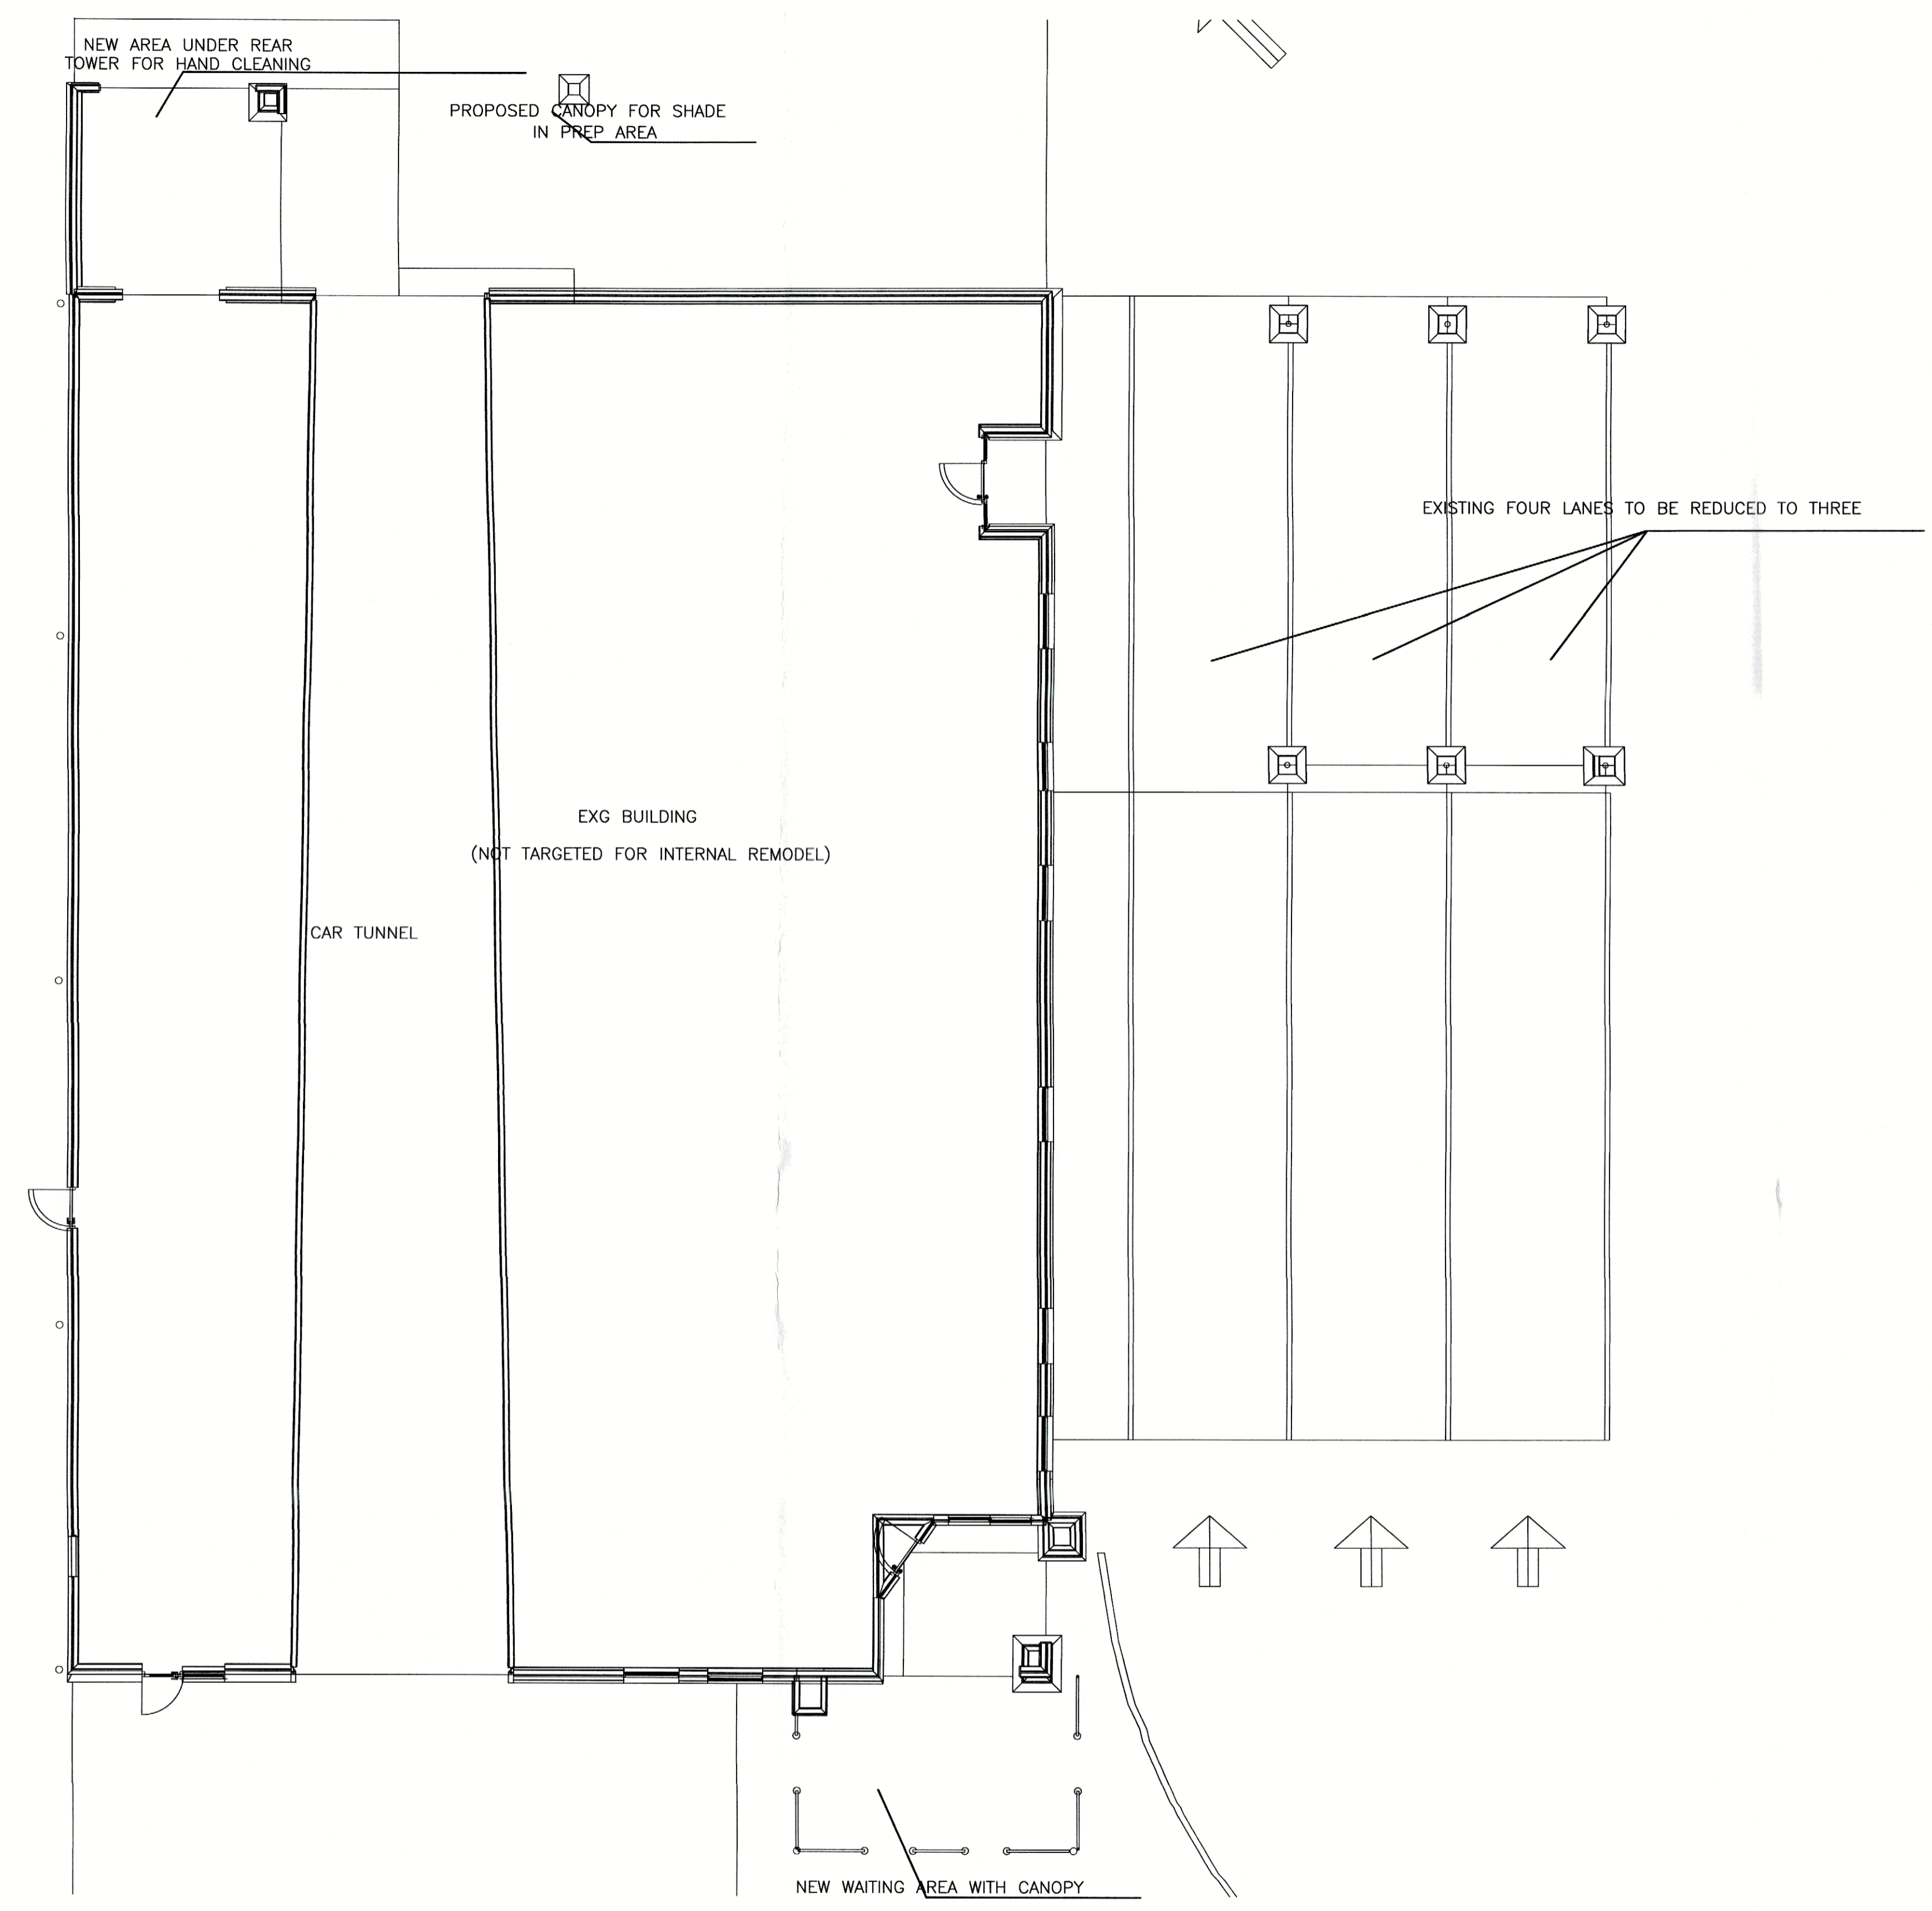 NEW AREA UNDER REAR
TOWER FOR HAND CLEANING
PROPOSED CANOPY FOR SHADE
IN PREP AREA
EXISTING FOUR LANES TO BE REDUCED TO THREE
EXG BUILDING
(NOT TARGETED FOR INTERNAL REMODEL)
CAR TUNNEL
NEW WAITING AREA WITH CANOPY